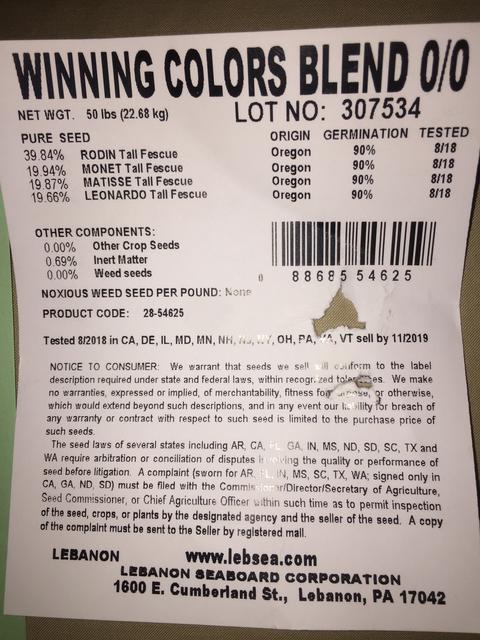 WINNING COLORS BLEND 0/0
NET WGT. 50 lbs (22.68 kg) LOT NO: 307534
PURE SEED ORIGIN GERMINATION TESTED
39.84% RODIN Tall Fescue Oregon 90% 8/18
19.94% MONET Tall Fescue Oregon 90% 8/18
19.87% MATISSE Tall Fescue Oregon 90% 8/18
19.66% LEONARDO Tall Fescue Oregon 90% 8/18
OTHER COMPONENTS:
0.00% Other Crop Seeds
0.69% Inert Matter
0.00% Weed seeds
0 88685 54625
NOXIOUS WEED SEED PER POUND: None
PRODUCT CODE: 28-54625
Tested 8/2018 in CA, DE, IL, MD, MN, NH, OH, PA, VT sell by 11/2019
NOTICE TO CONSUMER: We warrant that seeds we sell will conform to the label
description required under state and federal laws, within recognized tolerances. We make
no warranties, expressed or implied, of merchantability, fitness for purpose, or otherwise,
which would extend beyond such descriptions, and in any event our liability for breach of
any warranty or contract with respect to such seed is limited to the purchase price of
such seeds.
The seed laws of several states including AR, CA, GA, IN, MS, ND, SD, SC, TX and
WA require arbitration or conciliation of disputes involving the quality or performance of
seed before litigation. A complaint (sworn for AR, IN, MS, SC, TX, WA; signed only in
CA, GA, ND, SD) must be filed with the Commissioner/Director/Secretary of Agriculture,
Seed Commissioner, or Chief Agriculture Officer within such time as to permit inspection
of the seed, crops, or plants by the designated agency and the seller of the seed. A copy
of the complaint must be sent to the Seller by registered mail.
LEBANON www.lebsea.com
LEBANON SEABOARD CORPORATION
1600 E. Cumberland St., Lebanon, PA 17042